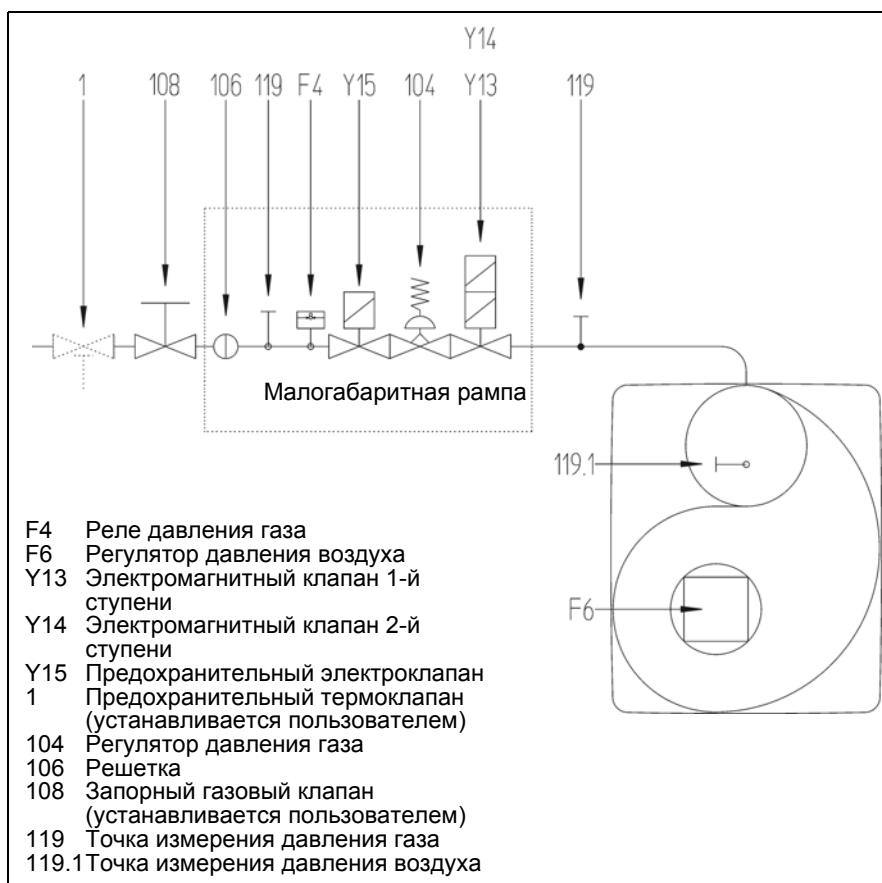 Y14
1 108 106 119 F4 Y15 104 Y13 119
Малогабаритная рампа
119.1
F6
F4 Реле давления газа
F6 Регулятор давления воздуха
Y13 Электромагнитный клапан 1-й
ступени
Y14 Электромагнитный клапан 2-й
ступени
Y15 Предохранительный электроклапан
1 Предохранительный термоклапан
(устанавливается пользователем)
104 Регулятор давления газа
106 Решетка
108 Запорный газовый клапан
(устанавливается пользователем)
119 Точка измерения давления газа
119.1Точка измерения давления воздуха